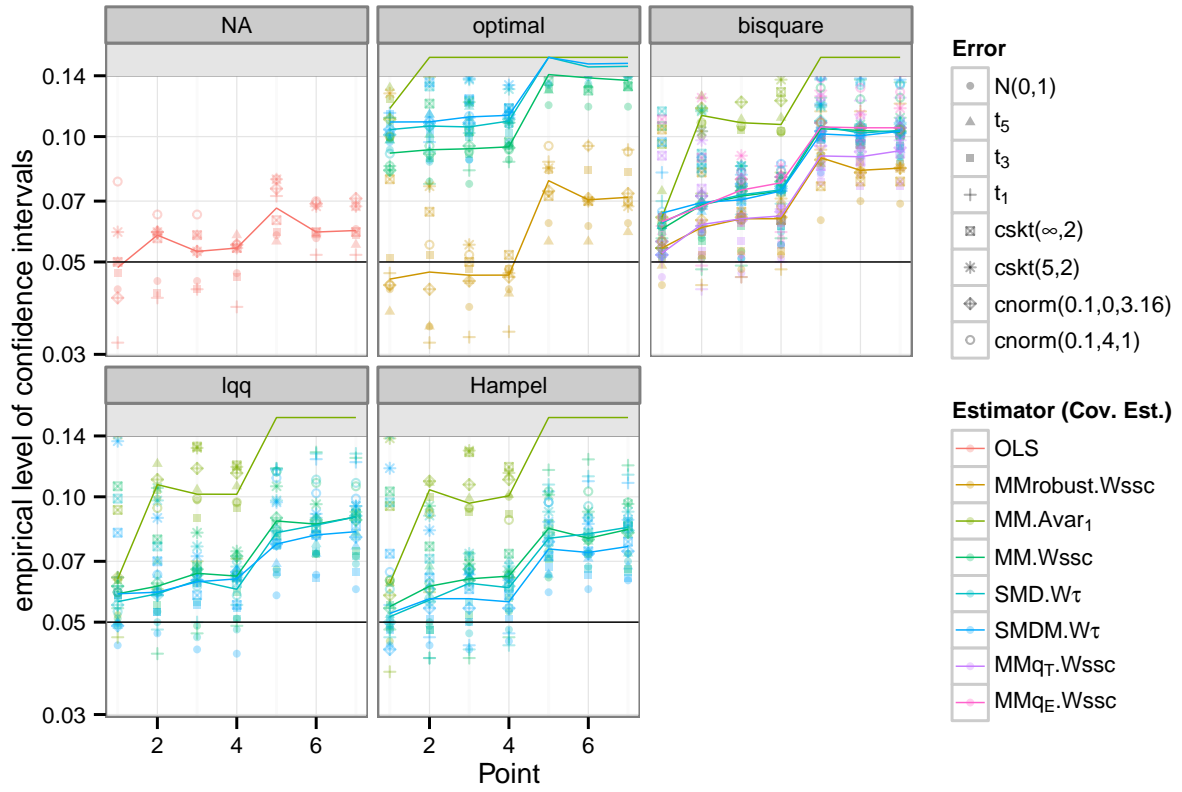 NA
optimal
bisquare
0.14
0.10
0.07
0.05
0.03
lqq
Hampel
0.14
0.10
0.07
0.05
0.03
2
4
6
2
4
6
Point
empirical level of confidence intervals
Error
N(0,1)
t5
t3
t1
cskt(∞,2)
cskt(5,2)
cnorm(0.1,0,3.16)
cnorm(0.1,4,1)
Estimator (Cov. Est.)
OLS
MMrobust.Wssc
MM.Avar1
MM.Wssc
SMD.Wτ
SMDM.Wτ
MMqT.Wssc
MMqE.Wssc